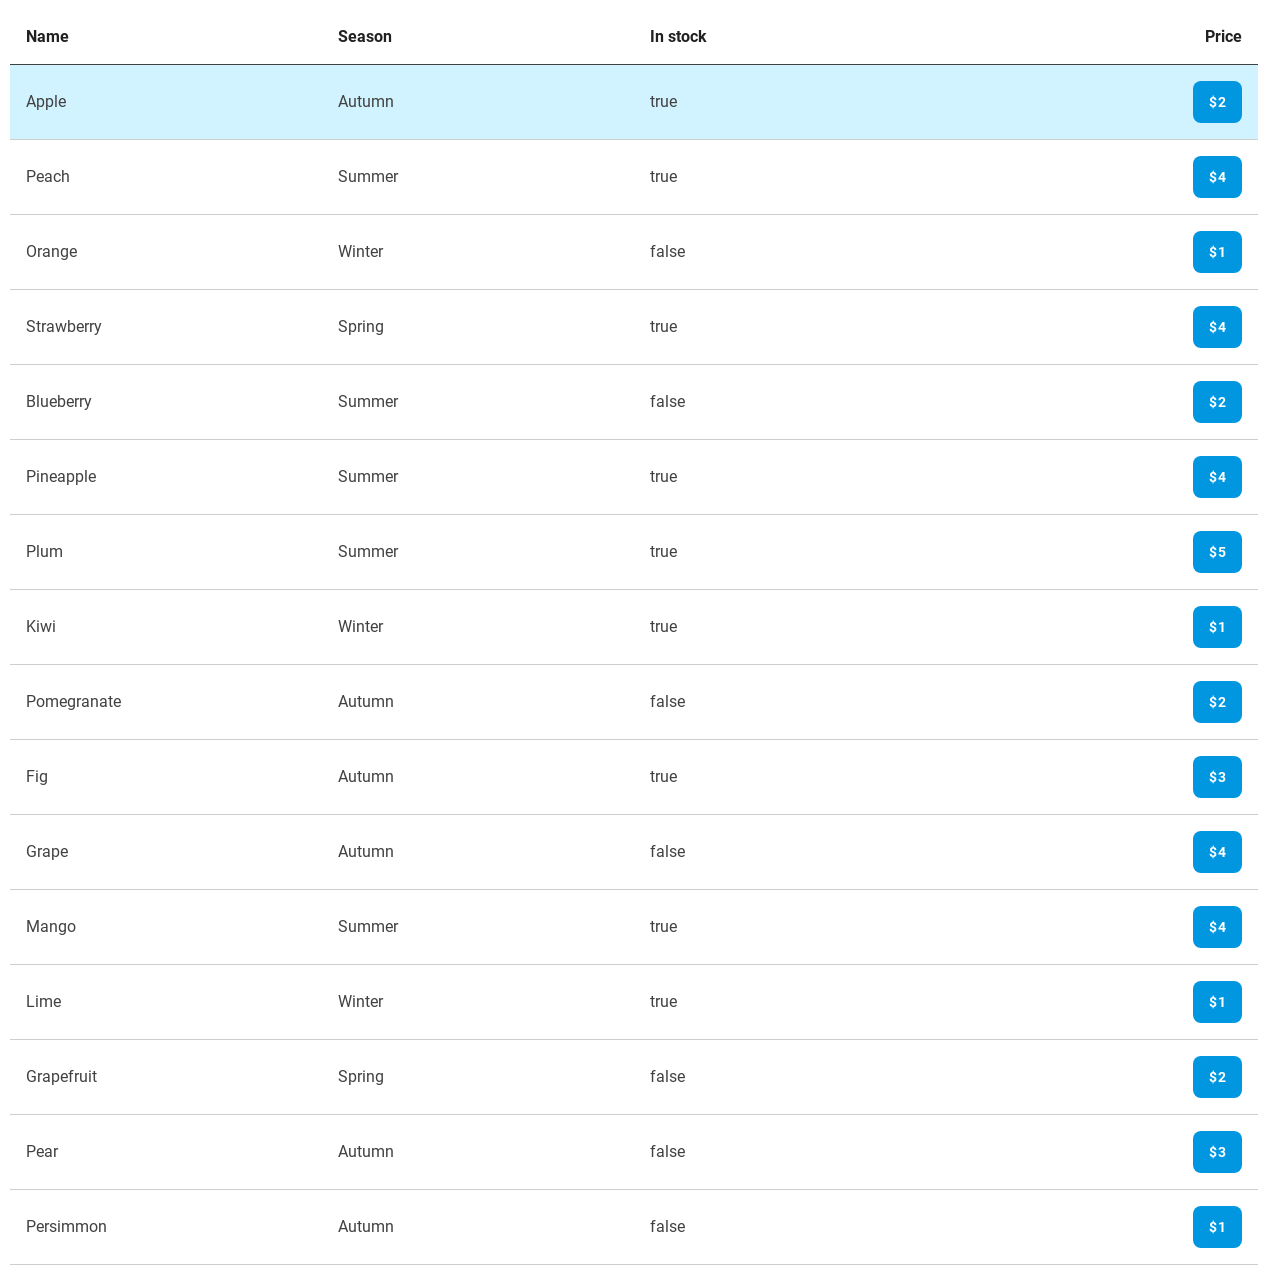 Name Season In stock Price
Apple Autumn true $2
Peach Summer true $4
Orange Winter false $1
Strawberry Spring true $4
Blueberry Summer false $2
Pineapple Summer true $4
Plum Summer true $5
Kiwi Winter true $1
Pomegranate Autumn false $2
Fig Autumn true $3
Grape Autumn false $4
Mango Summer true $4
Lime Winter true $1
Grapefruit Spring false $2
Pear Autumn false $3
Persimmon Autumn false $1